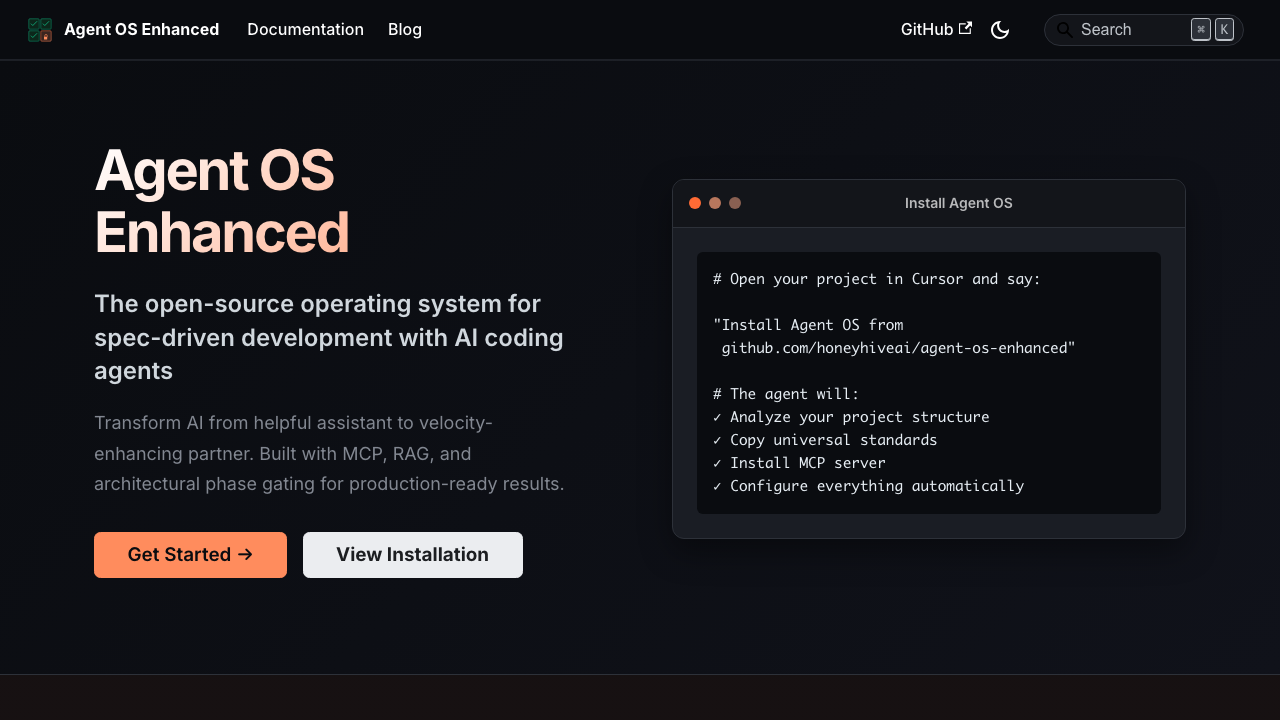 Agent OS Enhanced
Documentation
Blog
GitHub
Search
⌘
K
Agent OS
Enhanced
The open-source operating system for
spec-driven development with AI coding
agents
Transform AI from helpful assistant to velocity-
enhancing partner. Built with MCP, RAG, and
architectural phase gating for production-ready results.
Get Started →
View Installation
Install Agent OS
# Open your project in Cursor and say:
"Install Agent OS from
github.com/honeyhiveai/agent-os-enhanced"
# The agent will:
✓ Analyze your project structure
✓ Copy universal standards
✓ Install MCP server
✓ Configure everything automatically